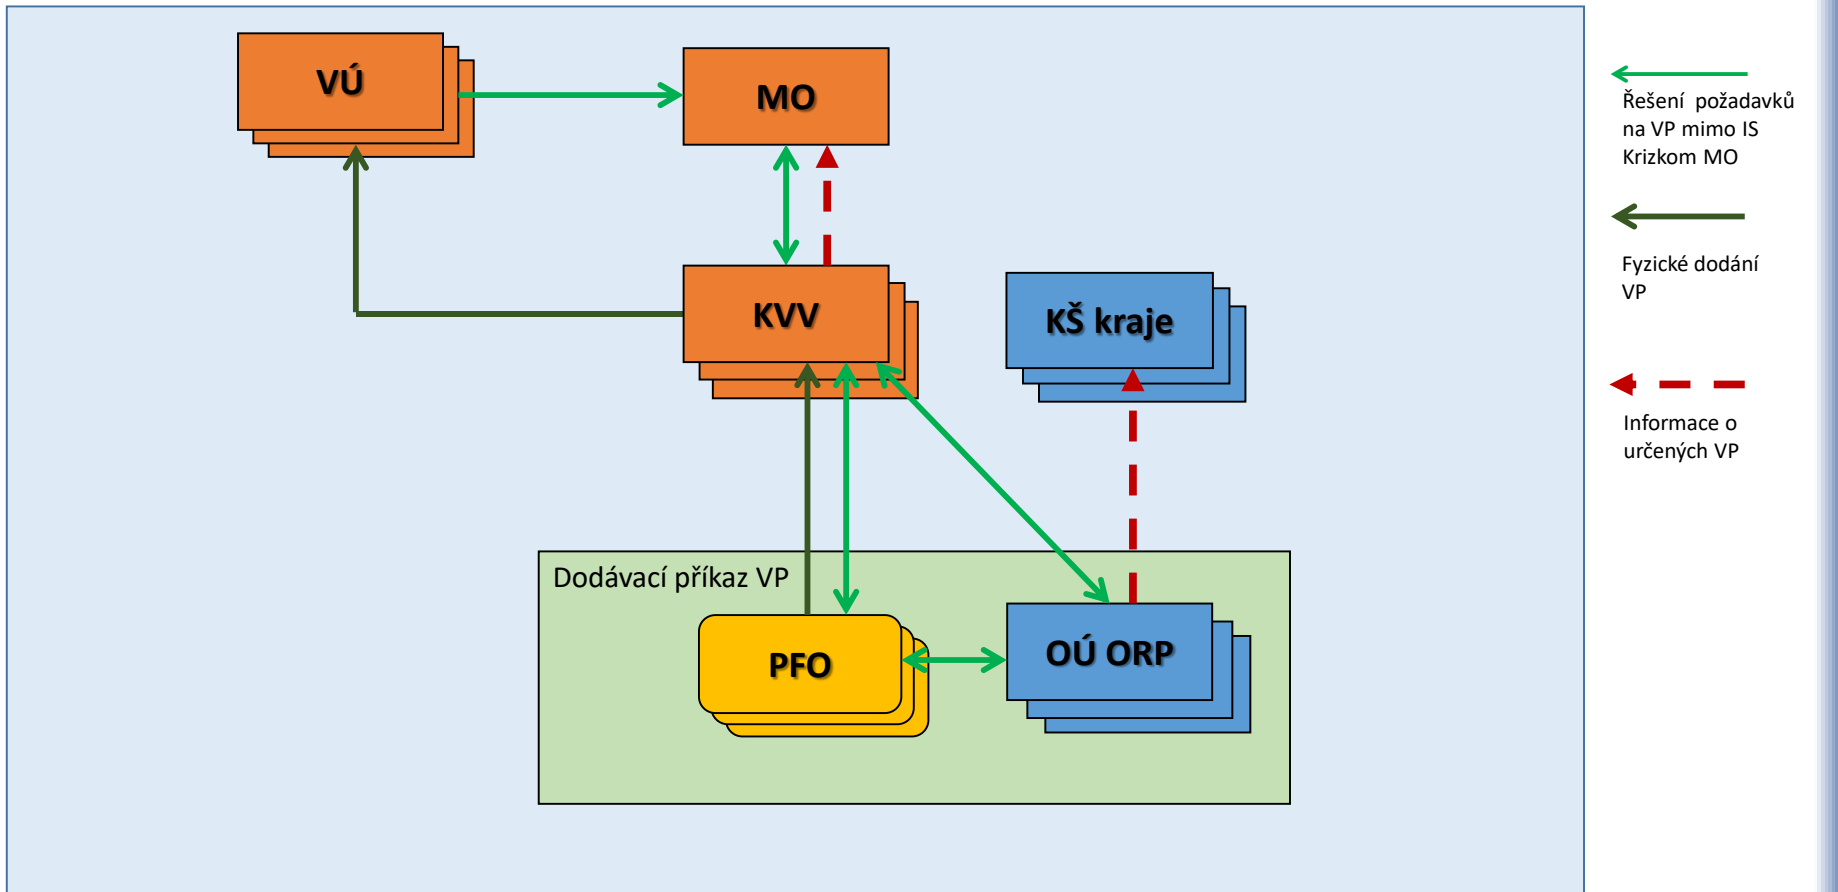 VÚ
MO
KVV
KŠ kraje
Dodávací příkaz VP
PFO
OÚ ORP
Řešení požadavků
na VP mimo IS
Krizkom MO
Fyzické dodání
VP
Informace o
určených VP